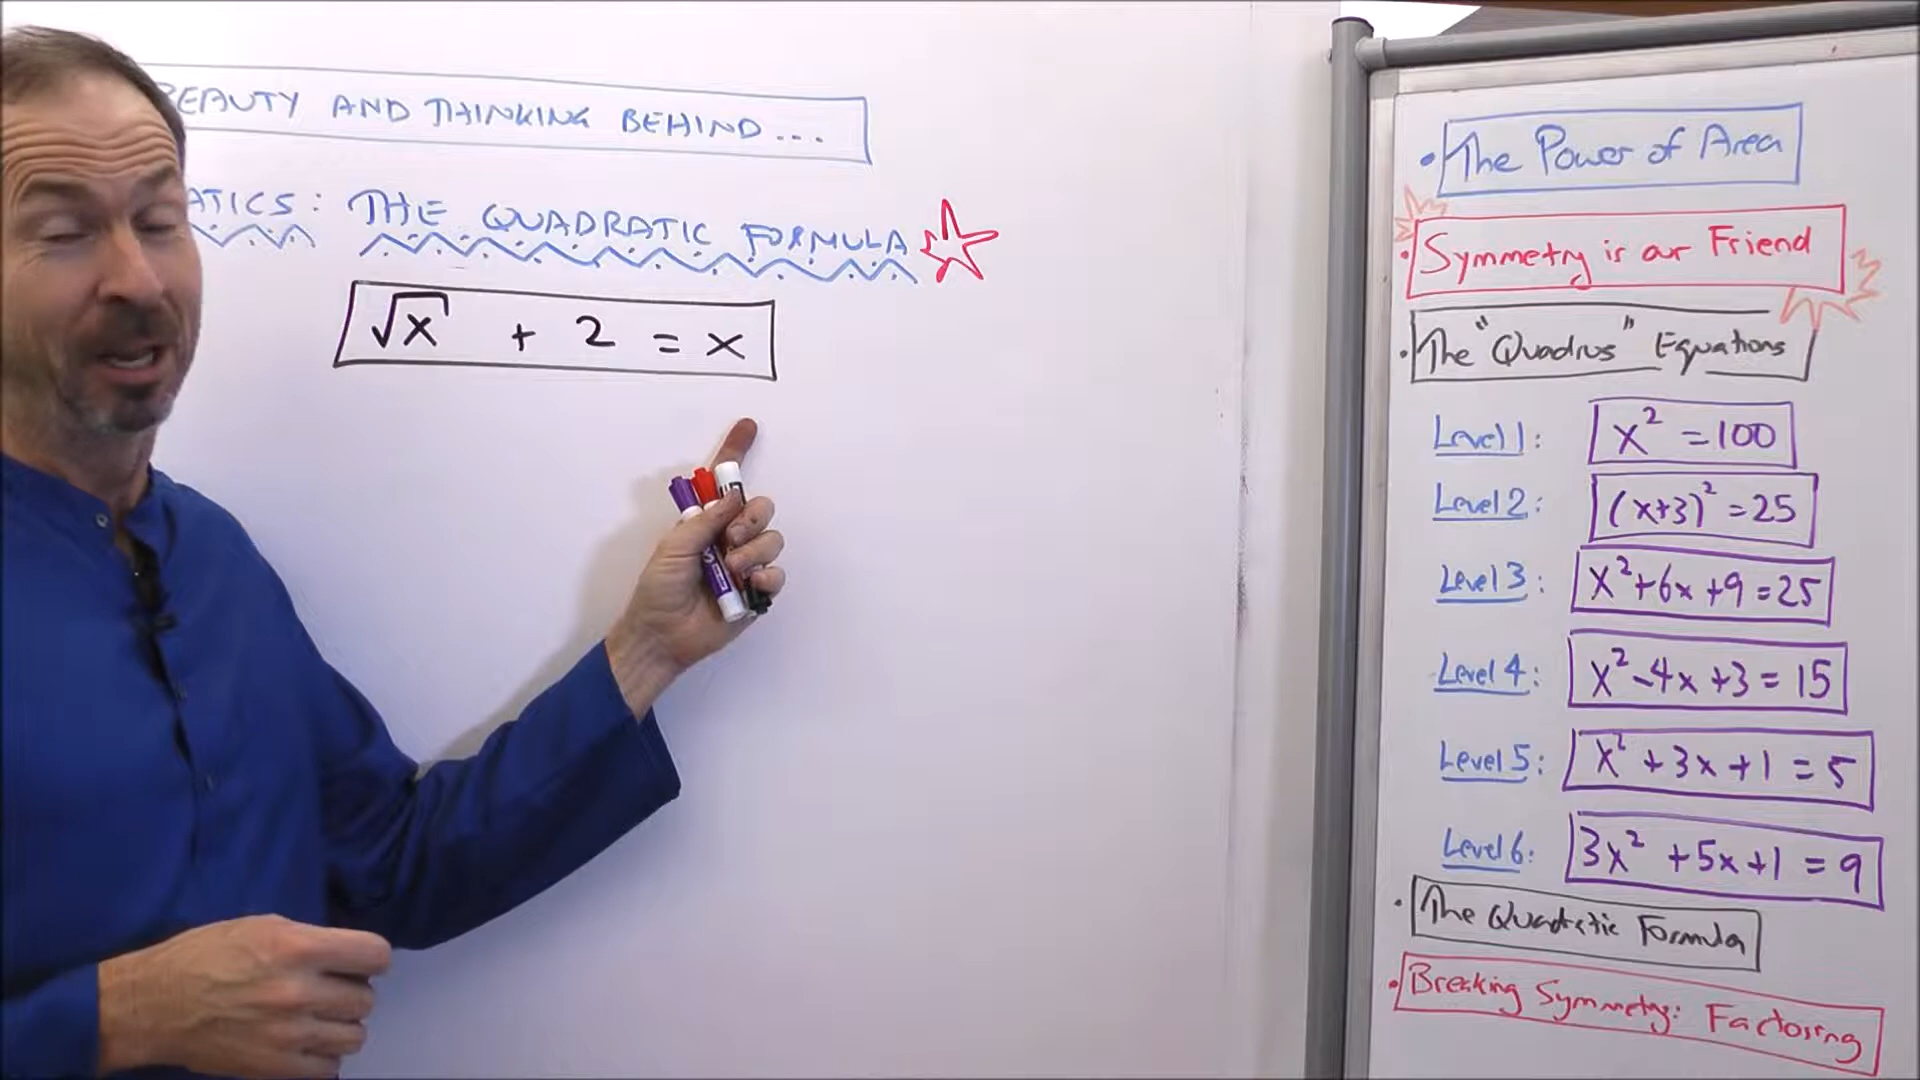 BEAUTY AND THINKING BEHIND...
ATICS: THE QUADRATIC FORMULA
√x + 2 = x
• The Power of Area
• Symmetry is our Friend
• The "Quadrus" Equations
Level 1: x² = 100
Level 2: (x+3)² = 25
Level 3: x² + 6x + 9 = 25
Level 4: x² - 4x + 3 = 15
Level 5: x² + 3x + 1 = 5
Level 6: 3x² + 5x + 1 = 9
• The Quadratic Formula
• Breaking Symmetry: Factoring